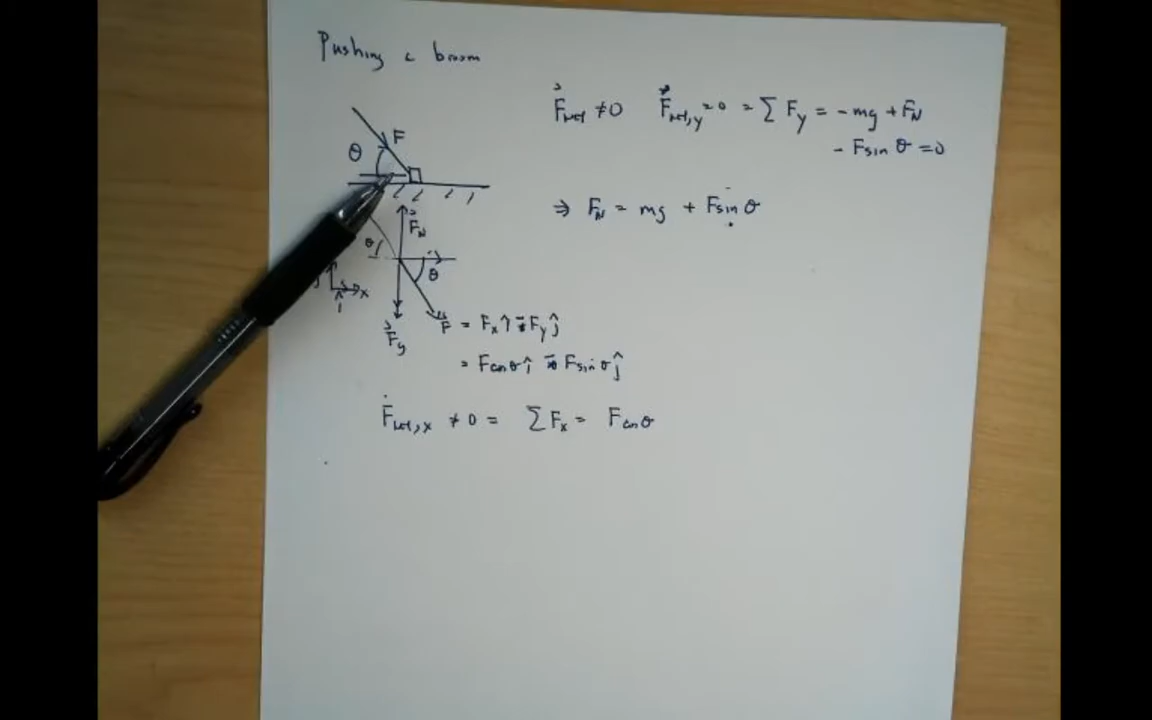 Pushing a broom
F⃗net ≠ 0 F⃗net,y = 0 = ∑ Fy = -mg + FN
- F sin θ = 0
θ F
⇒ FN = mg + F sin θ
F⃗N
θ
θ
x
î
F⃗y
F⃗ = Fx î - Fy ĵ
= F cos θ î - F sin θ ĵ
F⃗net,x ≠ 0 = ∑ Fx = F cos θ